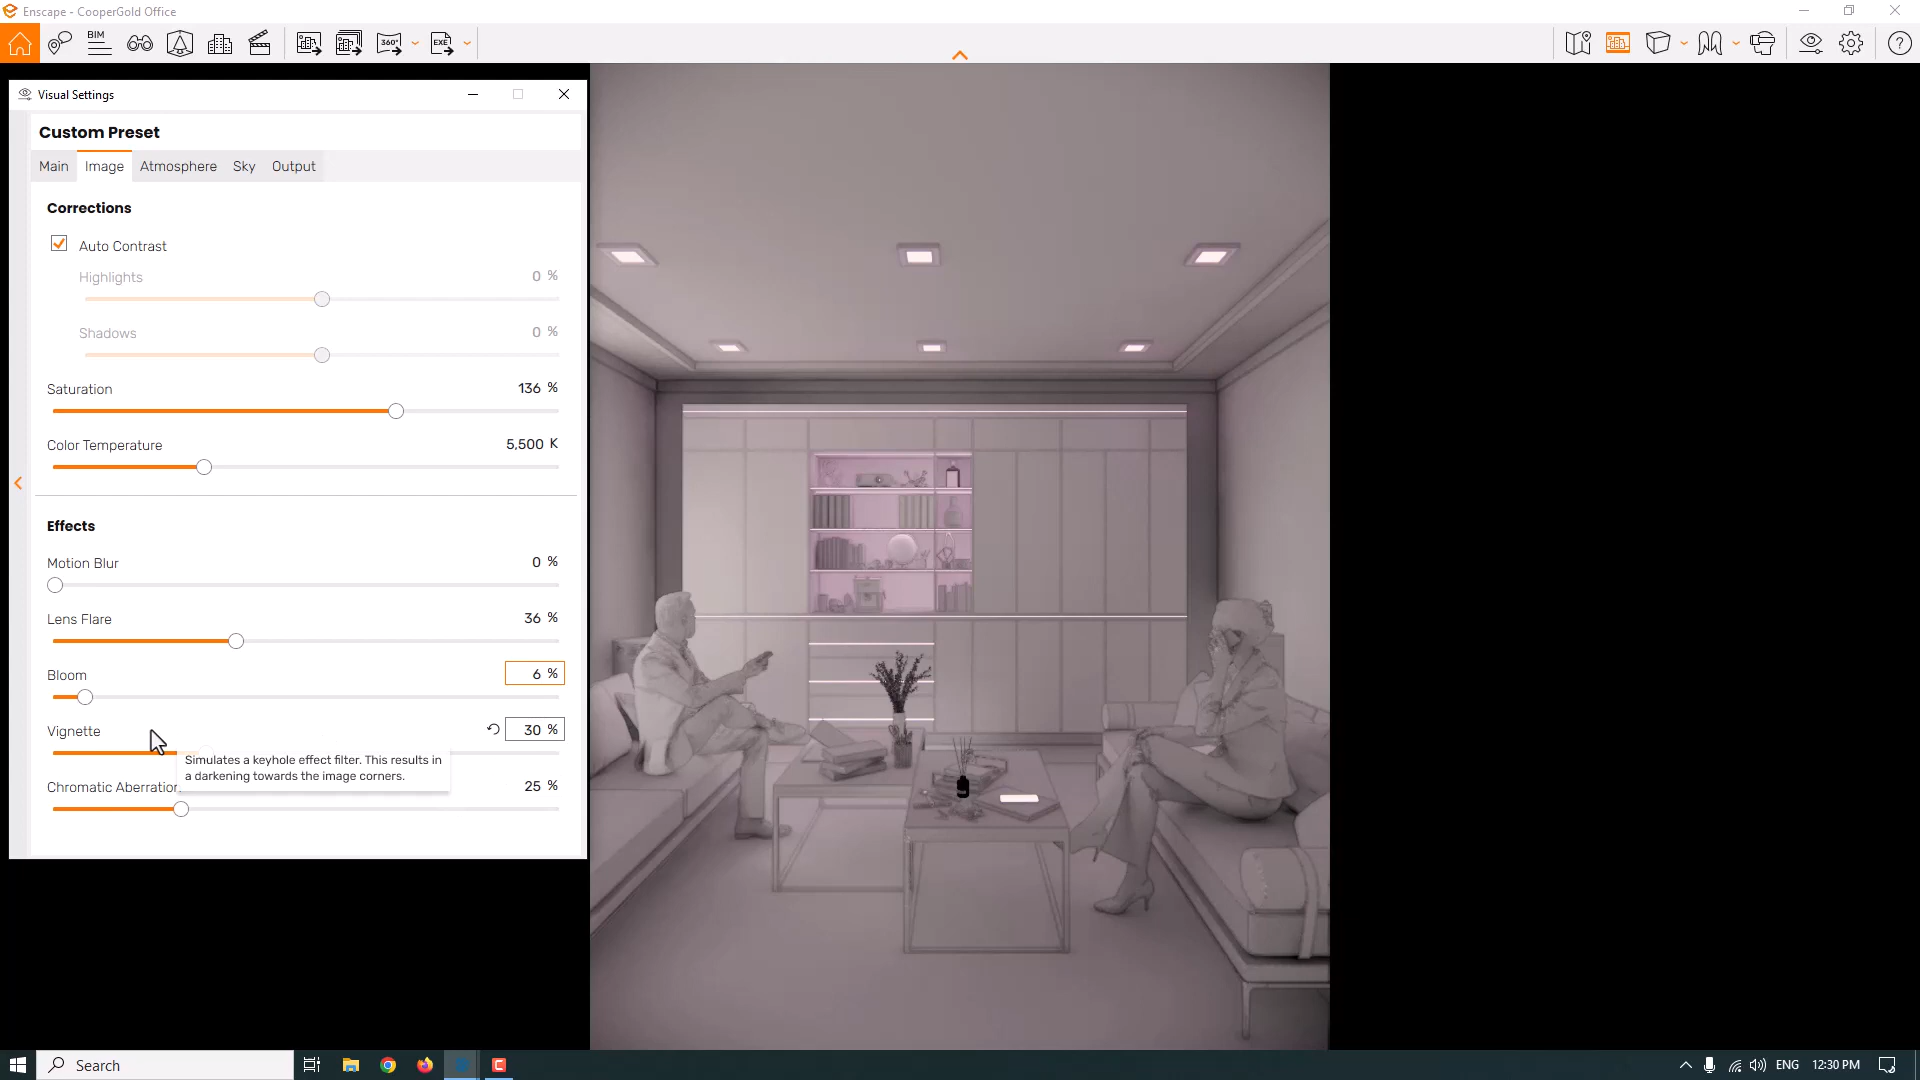 Enscape - CooperGold Office
BIM
360°
EXE
?
Visual Settings
Custom Preset
Main
Image
Atmosphere
Sky
Output
Corrections
Auto Contrast
Highlights
0 %
Shadows
0 %
Saturation
136 %
Color Temperature
5,500 K
Effects
Motion Blur
0 %
Lens Flare
36 %
Bloom
6 %
Vignette
30 %
Simulates a keyhole effect filter. This results in
a darkening towards the image corners.
Chromatic Aberration
25 %
Search
ENG
12:30 PM